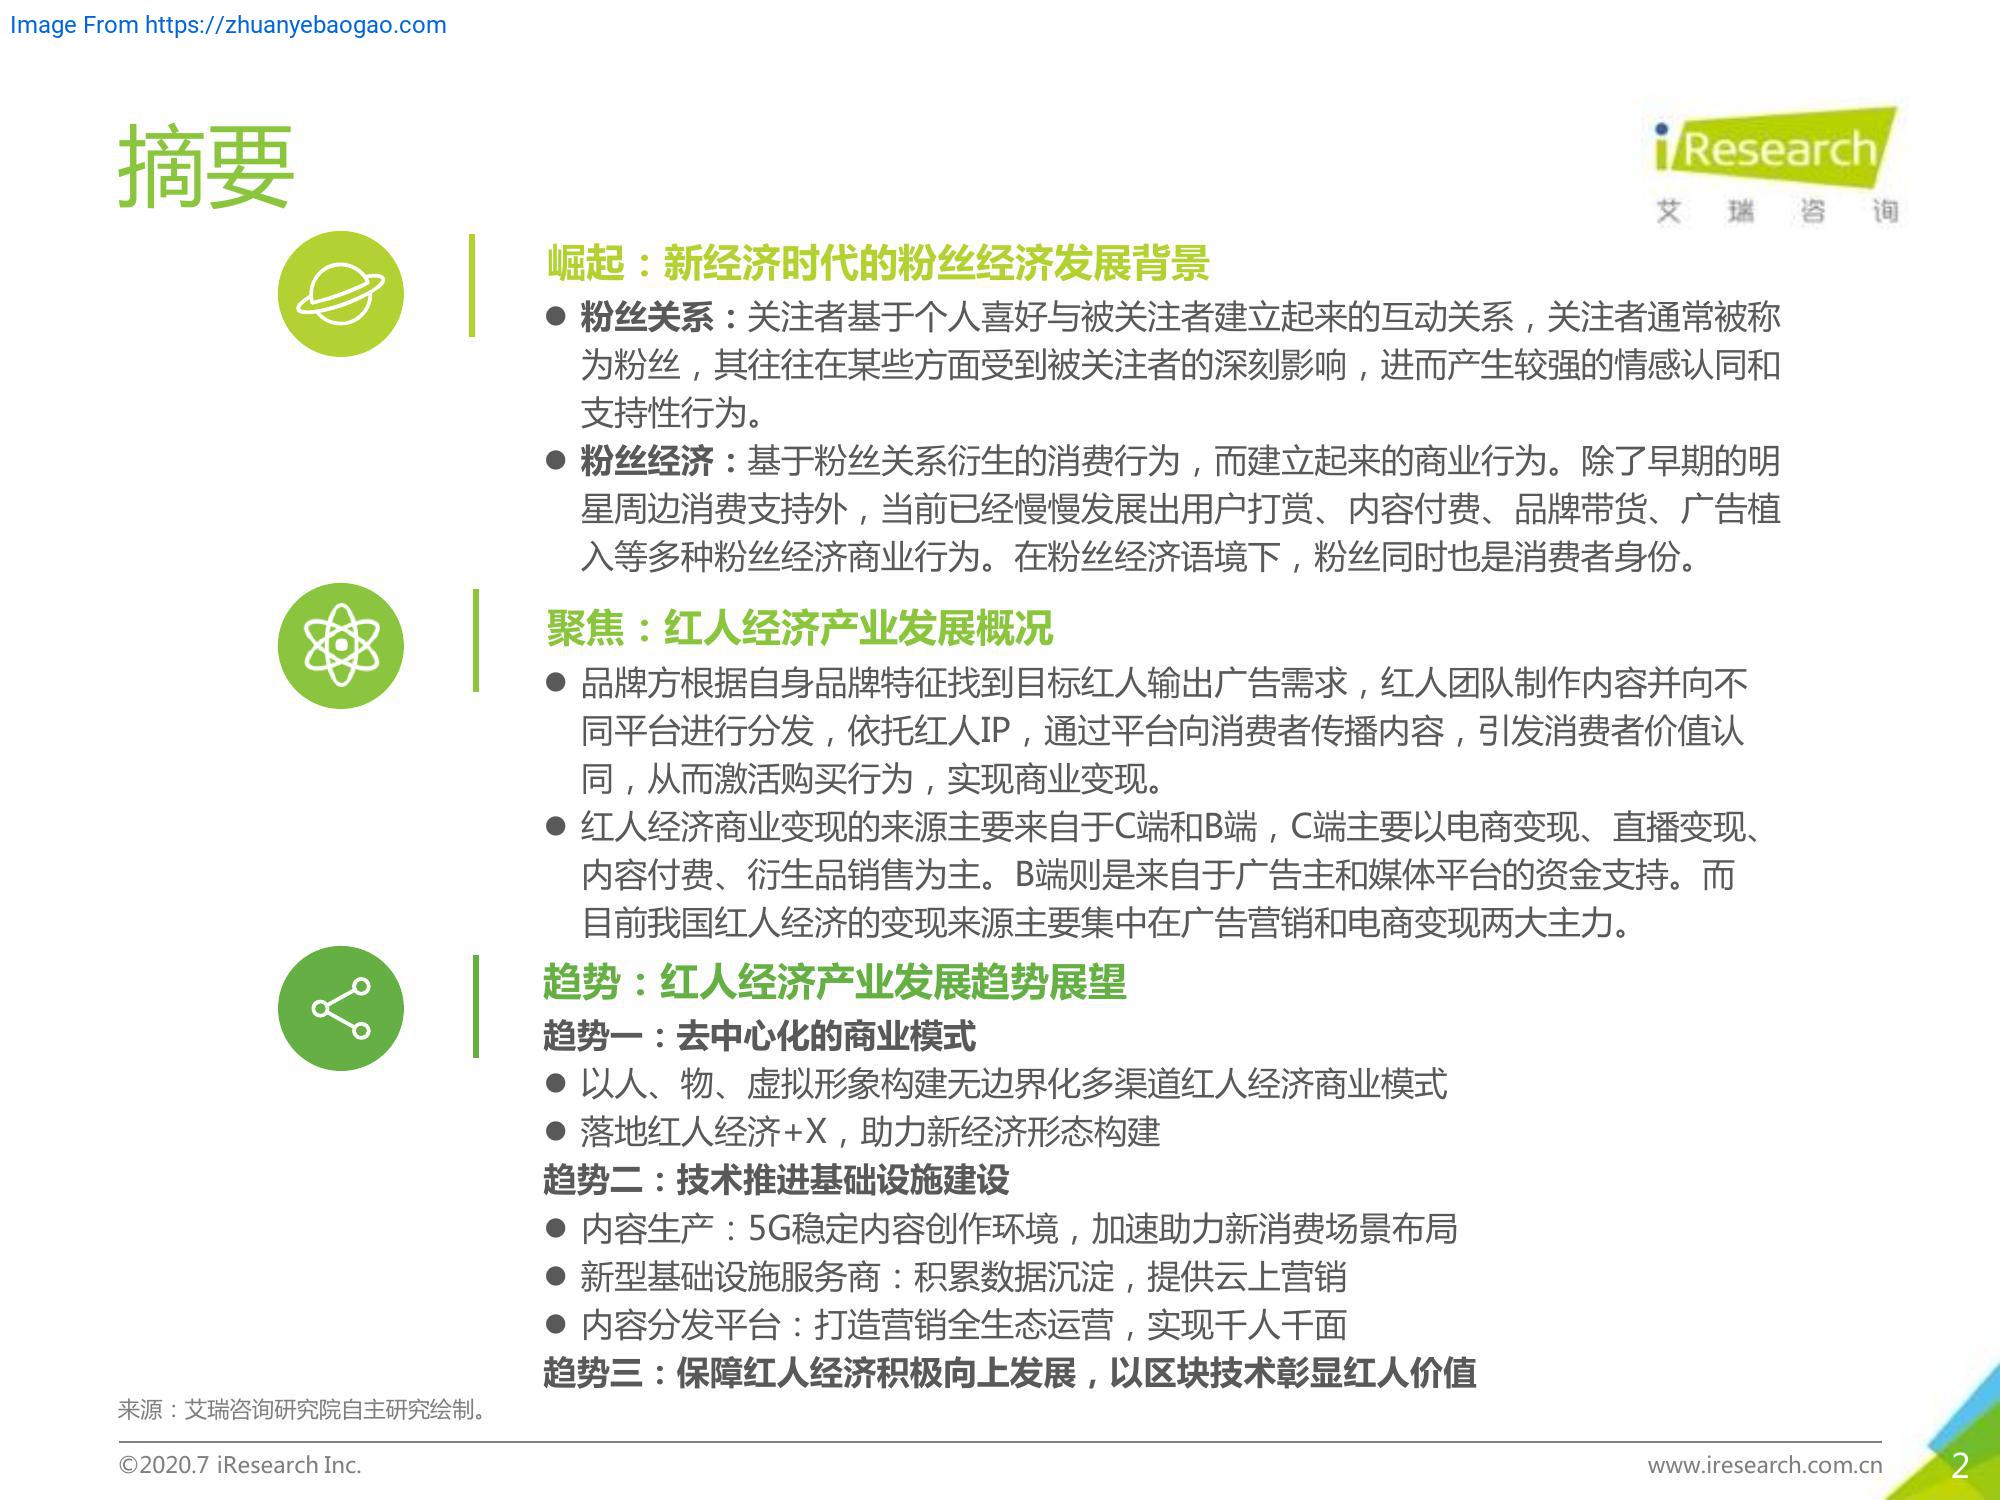 Image From https://zhuanyebaogao.com
摘要
iResearch
艾瑞咨询
崛起：新经济时代的粉丝经济发展背景
● 粉丝关系：关注者基于个人喜好与被关注者建立起来的互动关系，关注者通常被称
为粉丝，其往往在某些方面受到被关注者的深刻影响，进而产生较强的情感认同和
支持性行为。
● 粉丝经济：基于粉丝关系衍生的消费行为，而建立起来的商业行为。除了早期的明
星周边消费支持外，当前已经慢慢发展出用户打赏、内容付费、品牌带货、广告植
入等多种粉丝经济商业行为。在粉丝经济语境下，粉丝同时也是消费者身份。
聚焦：红人经济产业发展概况
● 品牌方根据自身品牌特征找到目标红人输出广告需求，红人团队制作内容并向不
同平台进行分发，依托红人IP，通过平台向消费者传播内容，引发消费者价值认
同，从而激活购买行为，实现商业变现。
● 红人经济商业变现的来源主要来自于C端和B端，C端主要以电商变现、直播变现、
内容付费、衍生品销售为主。B端则是来自于广告主和媒体平台的资金支持。而
目前我国红人经济的变现来源主要集中在广告营销和电商变现两大主力。
趋势：红人经济产业发展趋势展望
趋势一：去中心化的商业模式
● 以人、物、虚拟形象构建无边界化多渠道红人经济商业模式
● 落地红人经济+X，助力新经济形态构建
趋势二：技术推进基础设施建设
● 内容生产：5G稳定内容创作环境，加速助力新消费场景布局
● 新型基础设施服务商：积累数据沉淀，提供云上营销
● 内容分发平台：打造营销全生态运营，实现千人千面
趋势三：保障红人经济积极向上发展，以区块技术彰显红人价值
来源：艾瑞咨询研究院自主研究绘制。
©2020.7 iResearch Inc.
www.iresearch.com.cn
2